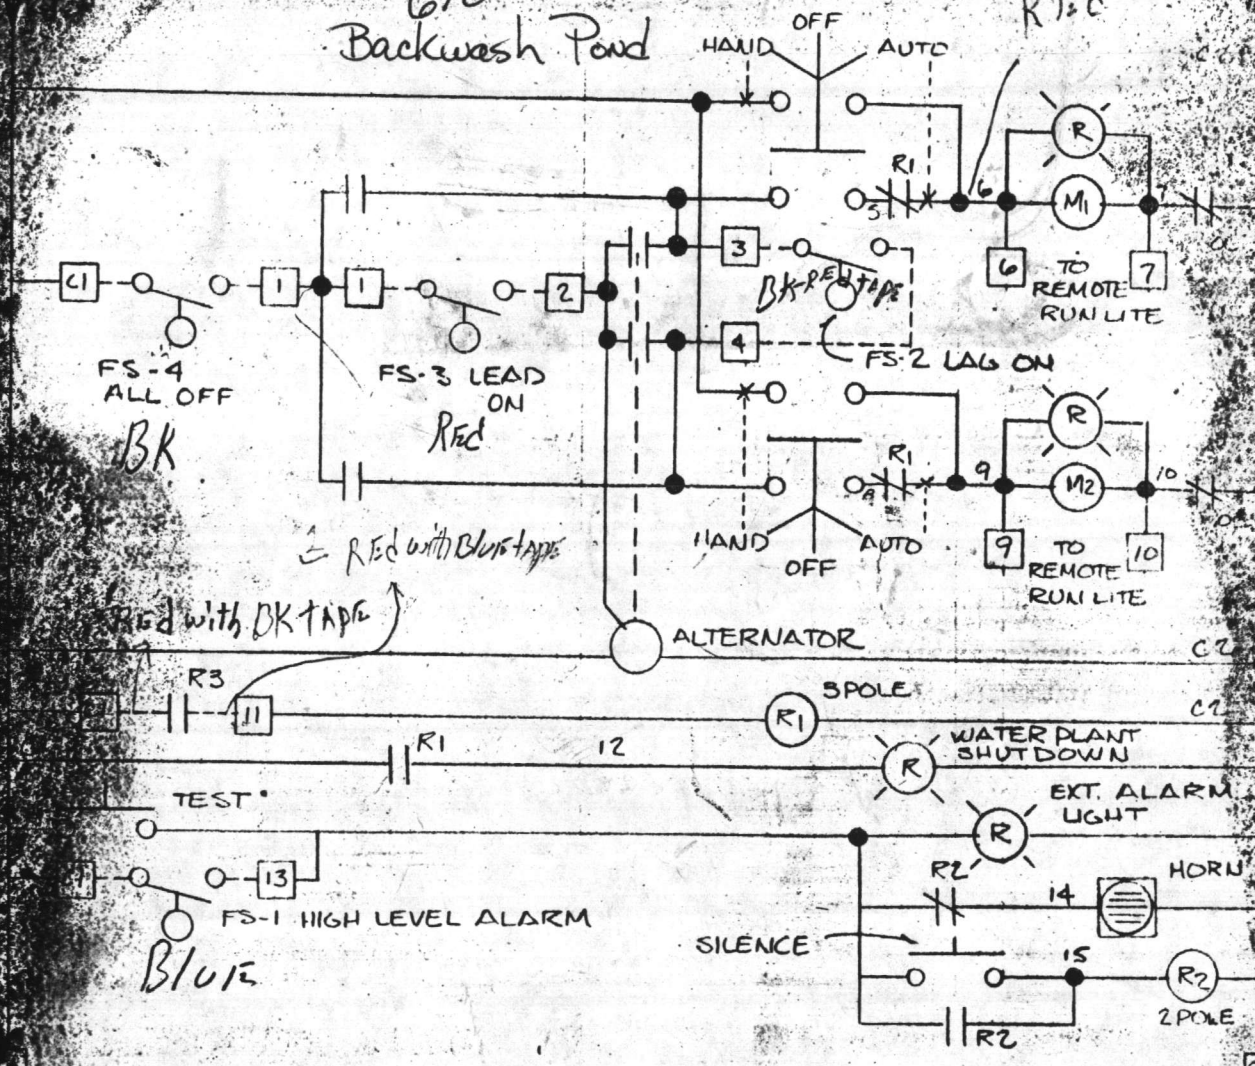 Backwash Pond
HAND
OFF
AUTO
R
R1
5
6
M1
7
C1
1
1
2
3
BK-RED TAPE
6
TO
REMOTE
RUN LITE
7
FS-4
ALL OFF
BK
FS-3 LEAD
ON
RED
4
FS-2 LAG ON
R
R1
8
9
M2
10
HAND
OFF
AUTO
9
TO
REMOTE
RUN LITE
10
RED with Blue tAPE
REd with BK tAPE
ALTERNATOR
C2
R3
11
R1
3POLE
C2
R1
12
R
WATER PLANT
SHUTDOWN
TEST
R
EXT. ALARM
LIGHT
13
FS-1 HIGH LEVEL ALARM
BluE
R2
14
HORN
SILENCE
15
R2
2POLE
R2